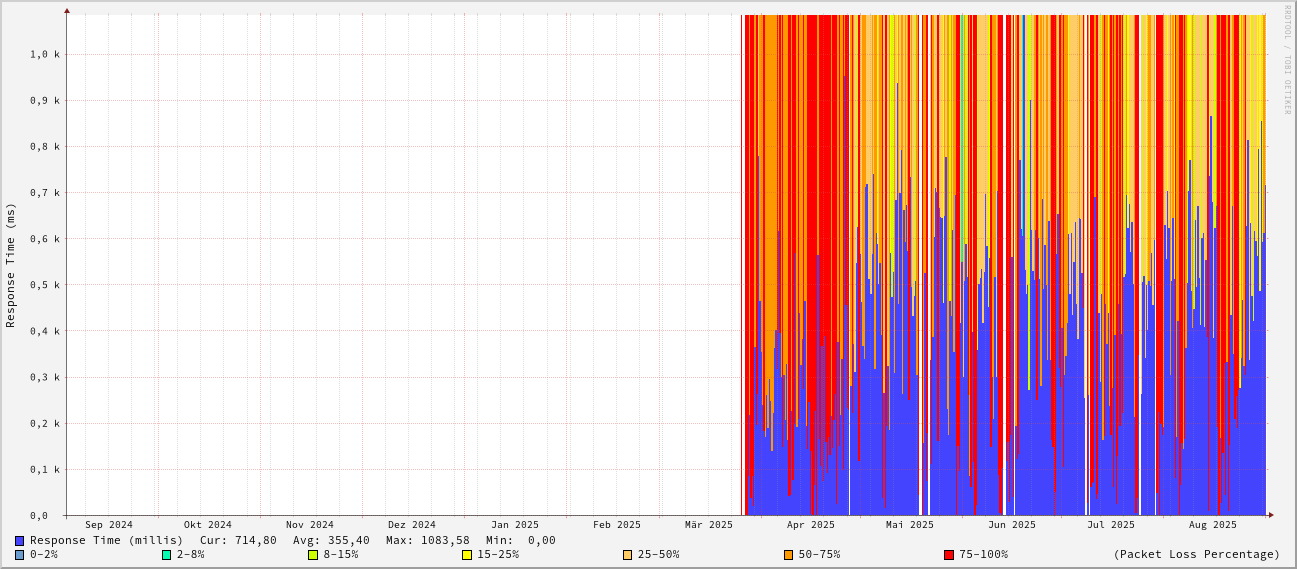 RRDTOOL / TOBI OETIKER
Response Time (ms)
1,0 k
0,9 k
0,8 k
0,7 k
0,6 k
0,5 k
0,4 k
0,3 k
0,2 k
0,1 k
0,0
Sep 2024 Okt 2024 Nov 2024 Dez 2024 Jan 2025 Feb 2025 Mär 2025 Apr 2025 Mai 2025 Jun 2025 Jul 2025 Aug 2025
Response Time (millis) Cur: 714,80 Avg: 355,40 Max: 1083,58 Min: 0,00
0-2% 2-8% 8-15% 15-25% 25-50% 50-75% 75-100% (Packet Loss Percentage)